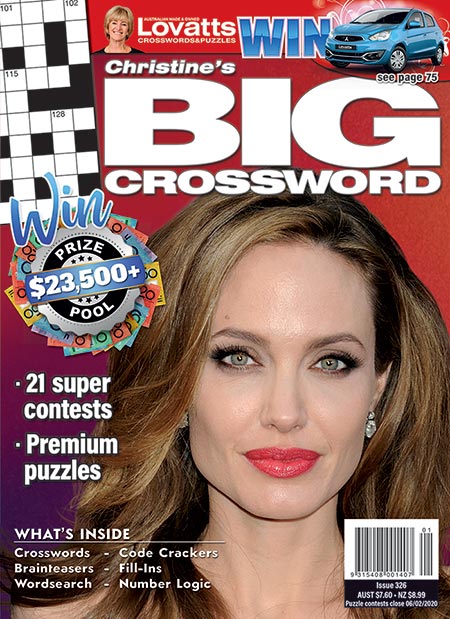 101
102
115
128
AUSTRALIAN MADE & OWNED
Lovatts
CROSSWORDS&PUZZLES
WIN
see page 75
Christine's
BIG
CROSSWORD
Win
PRIZE
$23,500+
POOL
· 21 super
contests
· Premium
puzzles
WHAT'S INSIDE
Crosswords - Code Crackers
Brainteasers - Fill-Ins
Wordsearch - Number Logic
01
9 315408 001407
Issue 326
AUST $7.60 • NZ $8.99
Puzzle contests close 06/02/2020